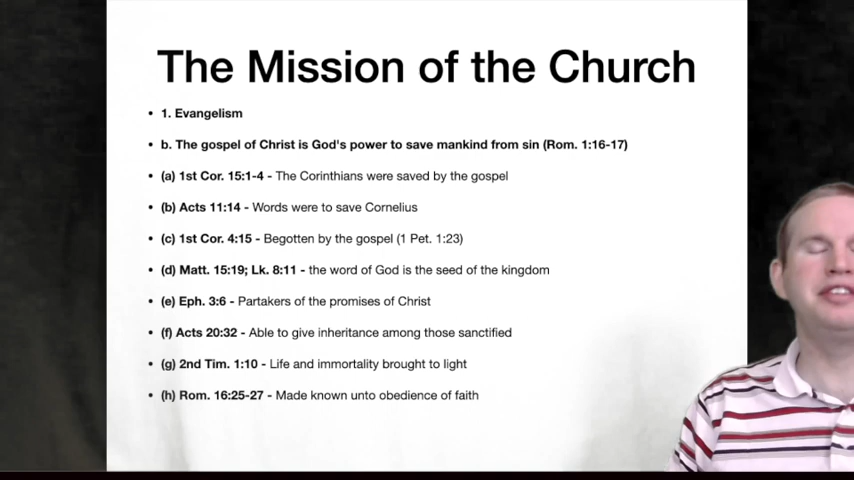 The Mission of the Church
• 1. Evangelism
• b. The gospel of Christ is God's power to save mankind from sin (Rom. 1:16-17)
• (a) 1st Cor. 15:1-4 - The Corinthians were saved by the gospel
• (b) Acts 11:14 - Words were to save Cornelius
• (c) 1st Cor. 4:15 - Begotten by the gospel (1 Pet. 1:23)
• (d) Matt. 15:19; Lk. 8:11 - the word of God is the seed of the kingdom
• (e) Eph. 3:6 - Partakers of the promises of Christ
• (f) Acts 20:32 - Able to give inheritance among those sanctified
• (g) 2nd Tim. 1:10 - Life and immortality brought to light
• (h) Rom. 16:25-27 - Made known unto obedience of faith